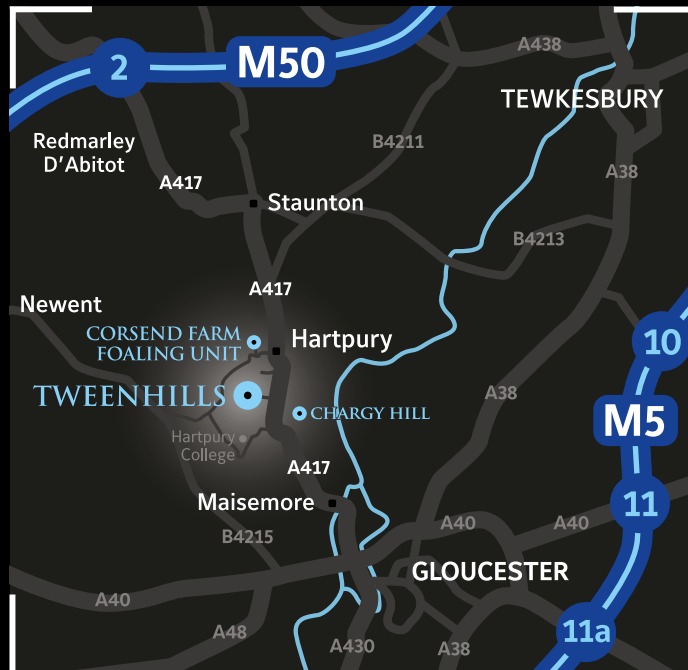 2
M50
A438
TEWKESBURY
Redmarley
D'Abitot
B4211
A417
A38
Staunton
B4213
A417
Newent
CORSEND FARM
FOALING UNIT
Hartpury
10
TWEENHILLS
A38
CHARGY HILL
M5
Hartpury
College
A417
Maisemore
11
A40
A40
B4215
GLOUCESTER
A40
A48
A430
A38
11a